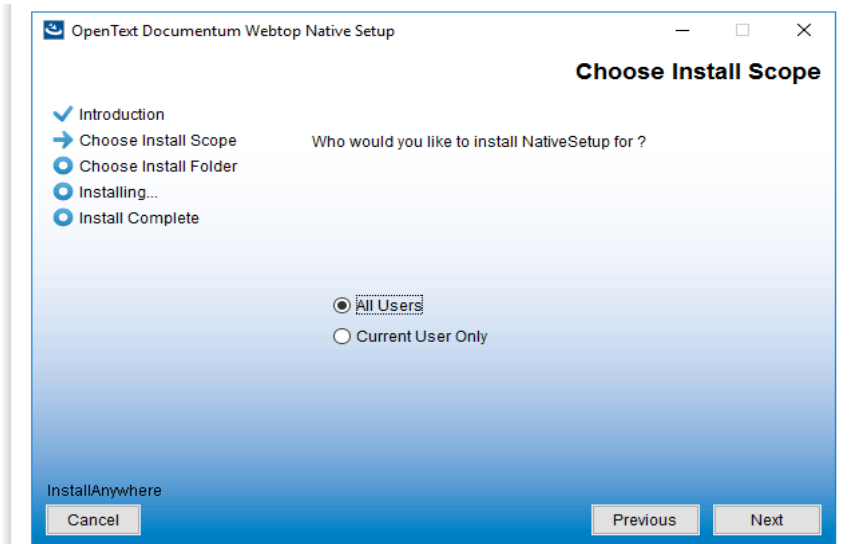 OpenText Documentum Webtop Native Setup
Choose Install Scope
Introduction
Choose Install Scope
Choose Install Folder
Installing...
Install Complete
Who would you like to install NativeSetup for ?
All Users
Current User Only
InstallAnywhere
Cancel
Previous
Next